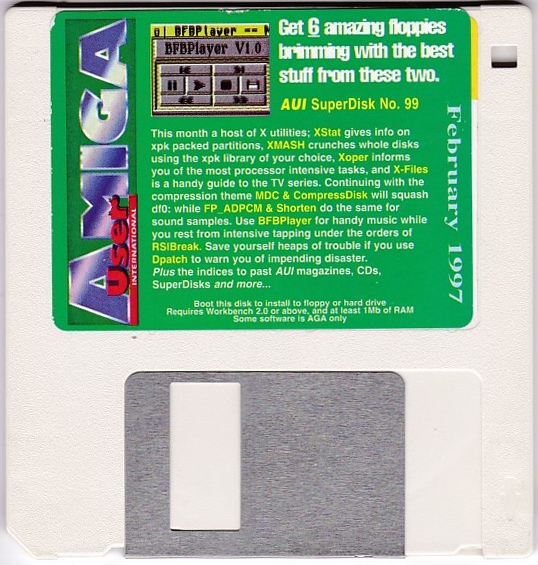 AMIGA
User
INTERNATIONAL
BFBPlayer ==
BFBPlayer V1.0
Get 6 amazing floppies
brimming with the best
stuff from these two.
AUI SuperDisk No. 99
This month a host of X utilities; XStat gives info on
xpk packed partitions, XMASH crunches whole disks
using the xpk library of your choice, Xoper informs
you of the most processor intensive tasks, and X-Files
is a handy guide to the TV series. Continuing with the
compression theme MDC & CompressDisk will squash
df0: while FP_ADPCM & Shorten do the same for
sound samples. Use BFBPlayer for handy music while
you rest from intensive tapping under the orders of
RSIBreak. Save yourself heaps of trouble if you use
Dpatch to warn you of impending disaster.
Plus the indices to past AUI magazines, CDs,
SuperDisks and more...
Boot this disk to install to floppy or hard drive
Requires Workbench 2.0 or above, and at least 1Mb of RAM
Some software is AGA only
February 1997